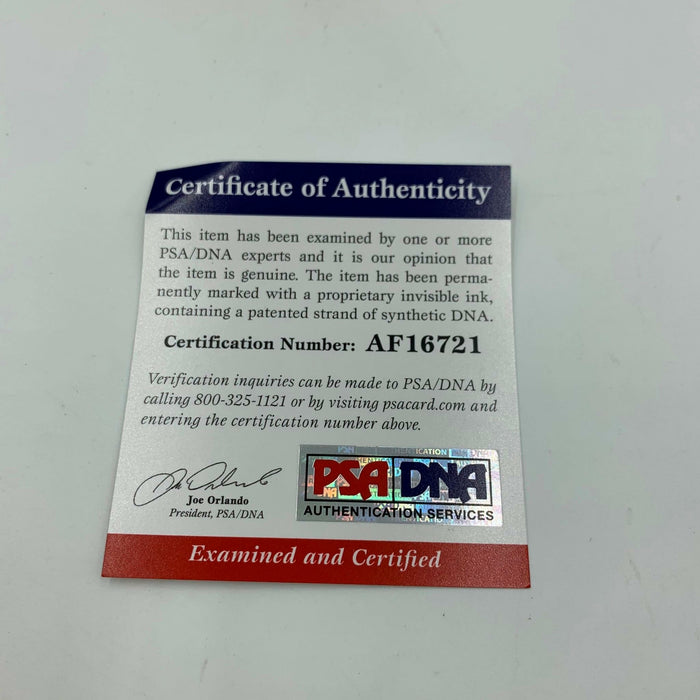 Certificate of Authenticity
This item has been examined by one or more
PSA/DNA experts and it is our opinion that
the item is genuine. The item has been perma-
nently marked with a proprietary invisible ink,
containing a patented strand of synthetic DNA.
Certification Number: AF16721
Verification inquiries can be made to PSA/DNA by
calling 800-325-1121 or by visiting psacard.com and
entering the certification number above.
Joe Orlando
President, PSA/DNA
PSA DNA
AUTHENTICATION SERVICES
Examined and Certified